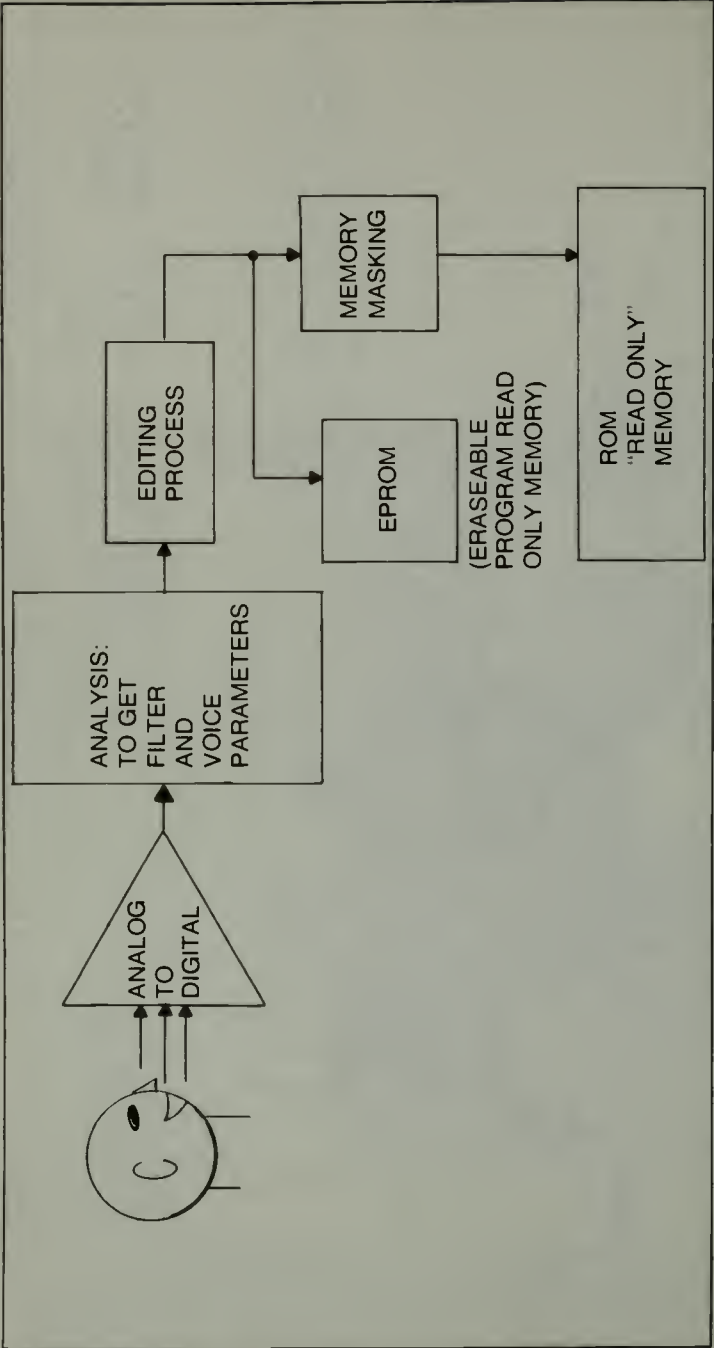 ANALOG
TO
DIGITAL
ANALYSIS:
TO GET
FILTER
AND
VOICE
PARAMETERS
EDITING
PROCESS
EPROM
(ERASEABLE
PROGRAM READ
ONLY MEMORY)
MEMORY
MASKING
ROM
"READ ONLY"
MEMORY